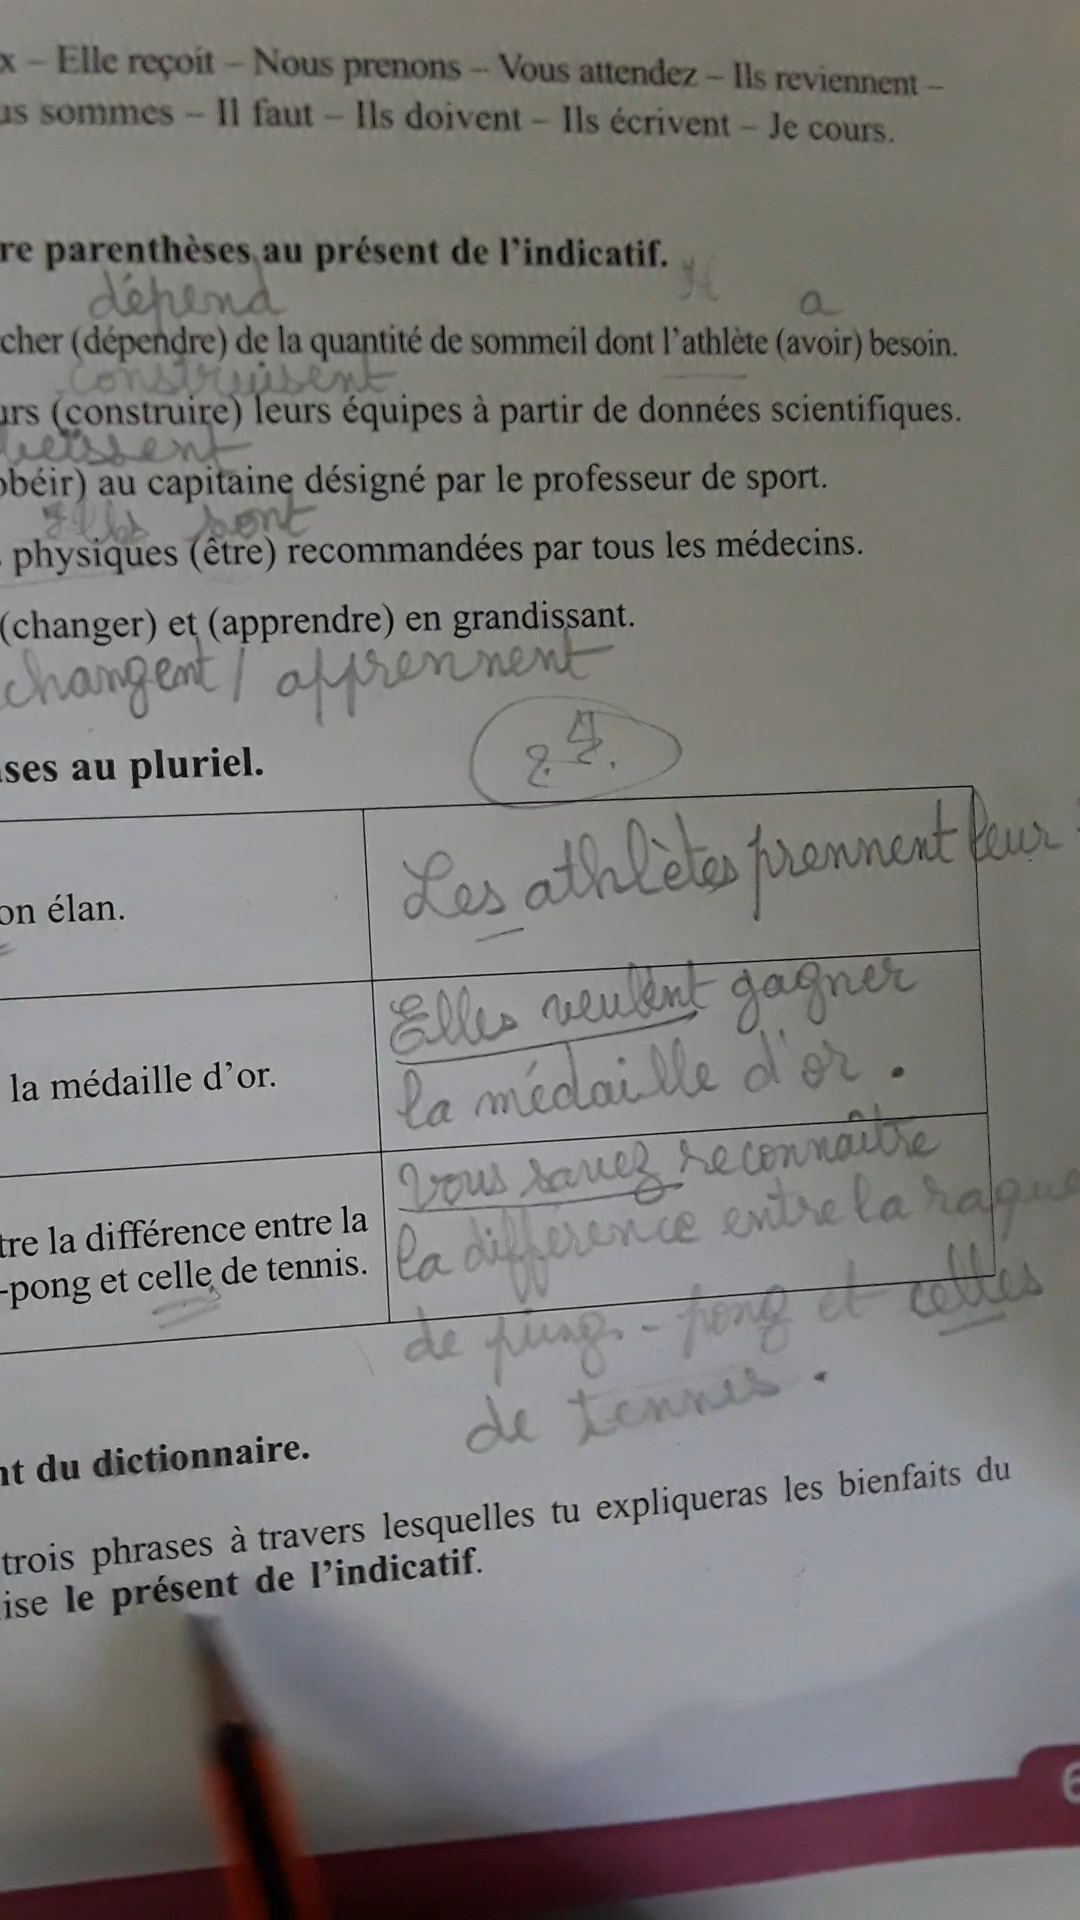 x – Elle reçoit – Nous prenons – Vous attendez – Ils reviennent –
us sommes – Il faut – Ils doivent – Ils écrivent – Je cours.
re parenthèses au présent de l'indicatif.
dépend a
cher (dépendre) de la quantité de sommeil dont l'athlète (avoir) besoin.
construisent
urs (construire) leurs équipes à partir de données scientifiques.
béissent
obéir) au capitaine désigné par le professeur de sport.
sont
physiques (être) recommandées par tous les médecins.
(changer) et (apprendre) en grandissant.
changent / apprennent
ses au pluriel.
on élan.
Les athlètes prennent leur
la médaille d'or.
Elles veulent gagner
la médaille d'or.
tre la différence entre la
-pong et celle de tennis.
Vous savez reconnaître
la différence entre la raque
de ping-pong et celles
de tennis.
nt du dictionnaire.
trois phrases à travers lesquelles tu expliqueras les bienfaits du
ise le présent de l'indicatif.
6